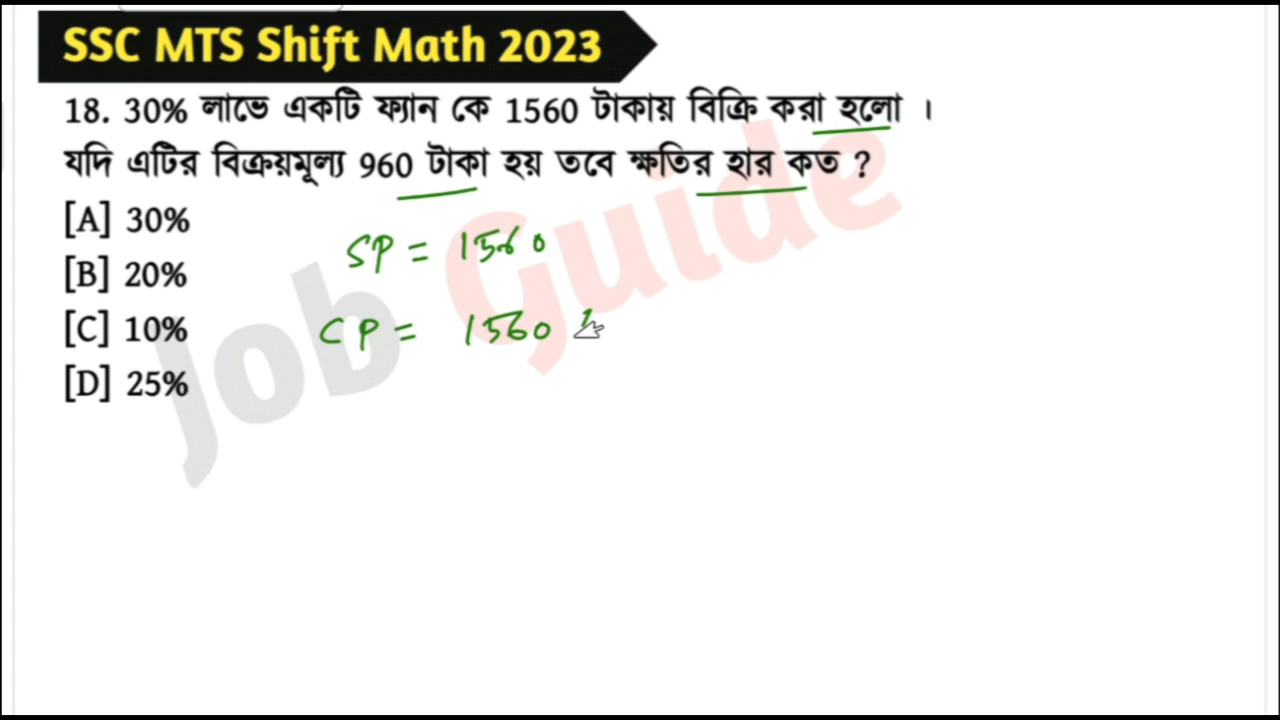 SSC MTS Shift Math 2023
18. 30% লাভে একটি ফ্যান কে 1560 টাকায় বিক্রি করা হলো ।
যদি এটির বিক্রয়মূল্য 960 টাকা হয় তবে ক্ষতির হার কত ?
[A] 30%
[B] 20%
[C] 10%
[D] 25%
SP = 1560
CP = 1560
Job Guide